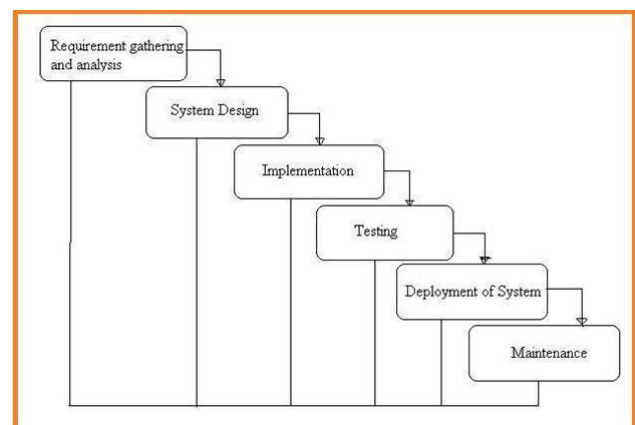 Requirement gathering
and analysis
System Design
Implementation
Testing
Deployment of System
Maintenance